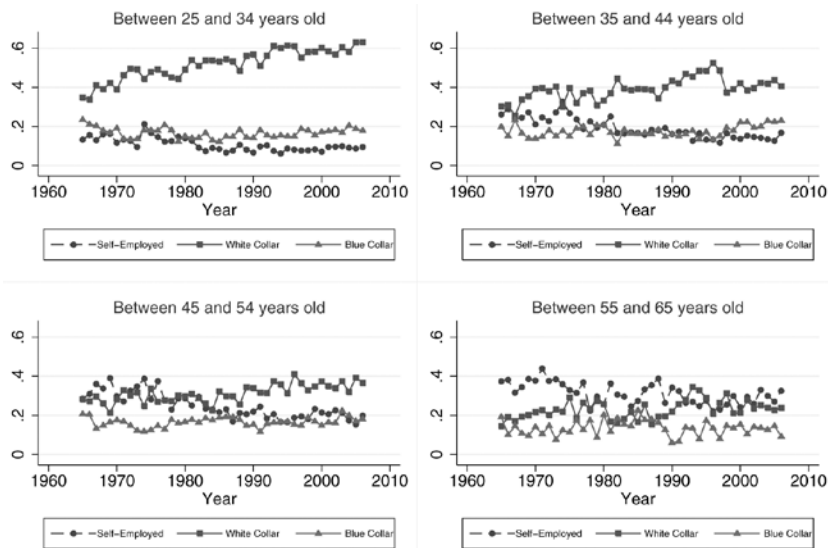 Between 25 and 34 years old
.6
.4
.2
0
1960 1970 1980 1990 2000 2010
Year
Self-Employed White Collar Blue Collar
Between 35 and 44 years old
.6
.4
.2
0
1960 1970 1980 1990 2000 2010
Year
Self-Employed White Collar Blue Collar
Between 45 and 54 years old
.6
.4
.2
0
1960 1970 1980 1990 2000 2010
Year
Self-Employed White Collar Blue Collar
Between 55 and 65 years old
.6
.4
.2
0
1960 1970 1980 1990 2000 2010
Year
Self-Employed White Collar Blue Collar